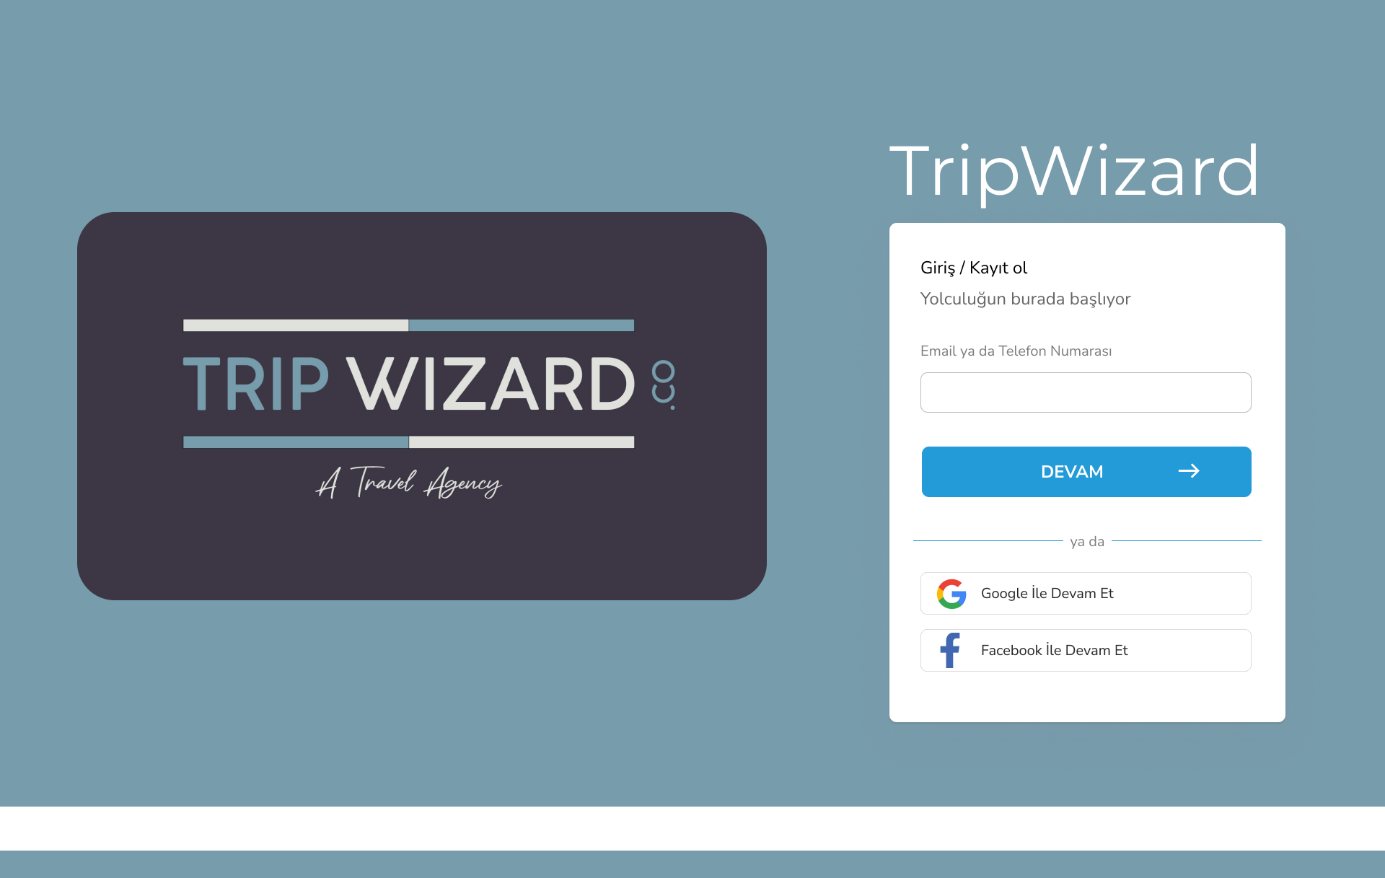 TripWizard
TRIP WIZARD .CO
A Travel Agency
Giriş / Kayıt ol
Yolculuğun burada başlıyor
Email ya da Telefon Numarası
DEVAM →
ya da
Google İle Devam Et
Facebook İle Devam Et